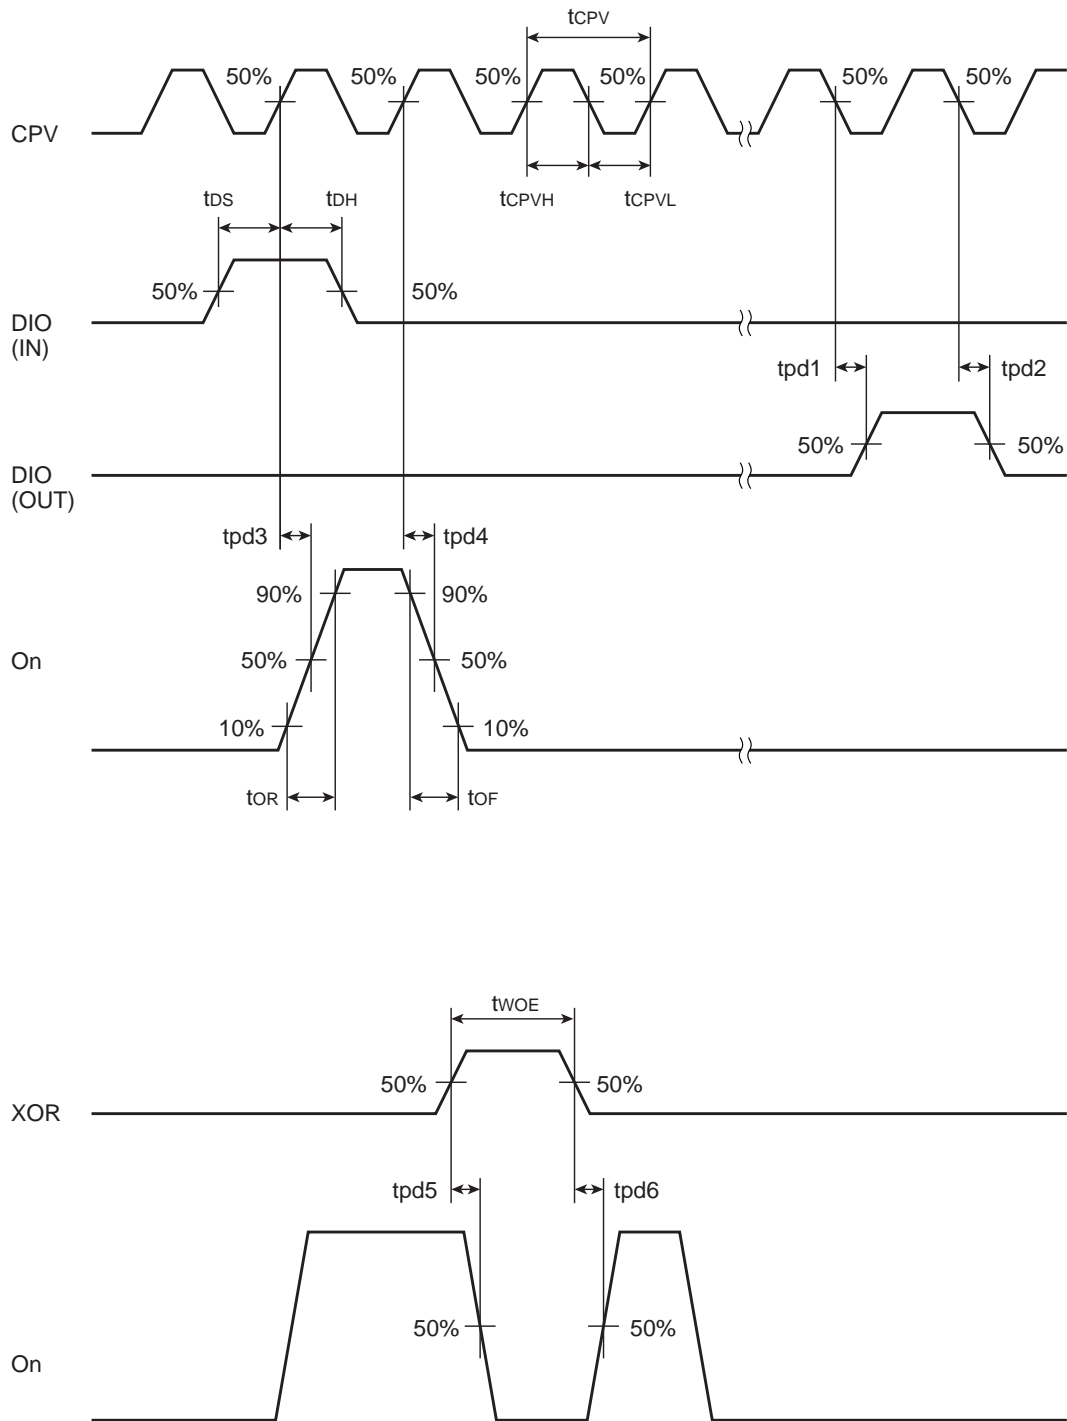 tCPV
50% 50% 50% 50% 50% 50%
CPV
tCPVH tCPVL
tDS tDH
50% 50%
DIO
(IN)
tpd1 tpd2
50% 50%
DIO
(OUT)
tpd3 tpd4
90% 90%
On
50% 50%
10% 10%
tOR tOF
tWOE
50% 50%
XOR
tpd5 tpd6
50% 50%
On